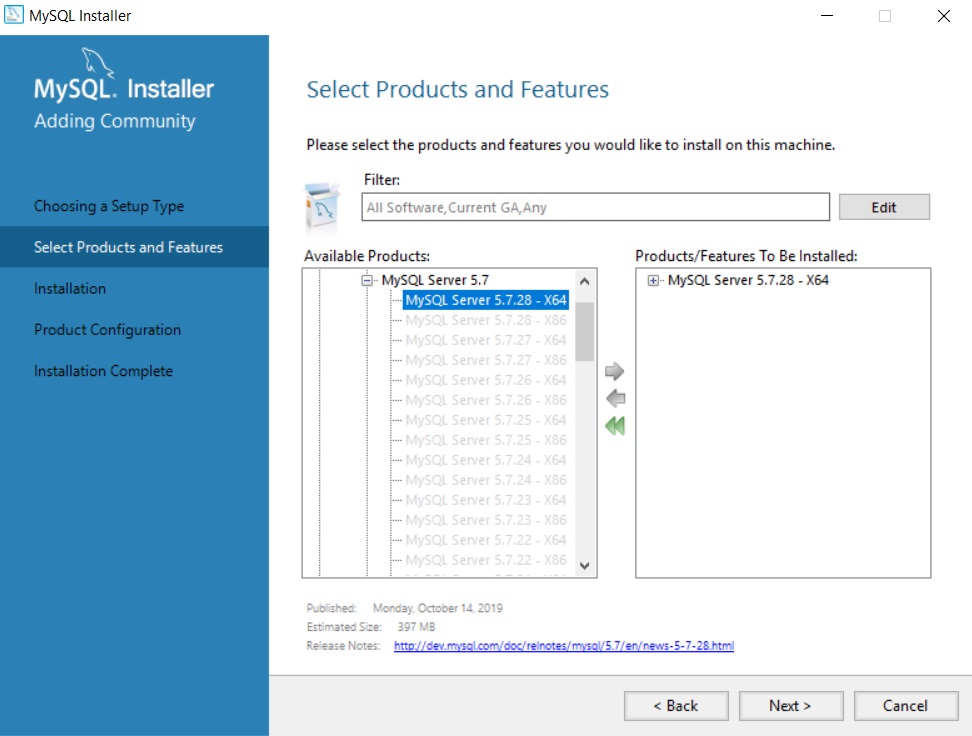 MySQL Installer
MySQL. Installer
Adding Community
Choosing a Setup Type
Select Products and Features
Installation
Product Configuration
Installation Complete
Select Products and Features
Please select the products and features you would like to install on this machine.
Filter:
All Software,Current GA,Any
Edit
Available Products:
MySQL Server 5.7
MySQL Server 5.7.28 - X64
MySQL Server 5.7.28 - X86
MySQL Server 5.7.27 - X64
MySQL Server 5.7.27 - X86
MySQL Server 5.7.26 - X64
MySQL Server 5.7.26 - X86
MySQL Server 5.7.25 - X64
MySQL Server 5.7.25 - X86
MySQL Server 5.7.24 - X64
MySQL Server 5.7.24 - X86
MySQL Server 5.7.23 - X64
MySQL Server 5.7.23 - X86
MySQL Server 5.7.22 - X64
MySQL Server 5.7.22 - X86
Products/Features To Be Installed:
MySQL Server 5.7.28 - X64
Published: Monday, October 14, 2019
Estimated Size: 397 MB
Release Notes: http://dev.mysql.com/doc/relnotes/mysql/5.7/en/news-5-7-28.html
< Back
Next >
Cancel